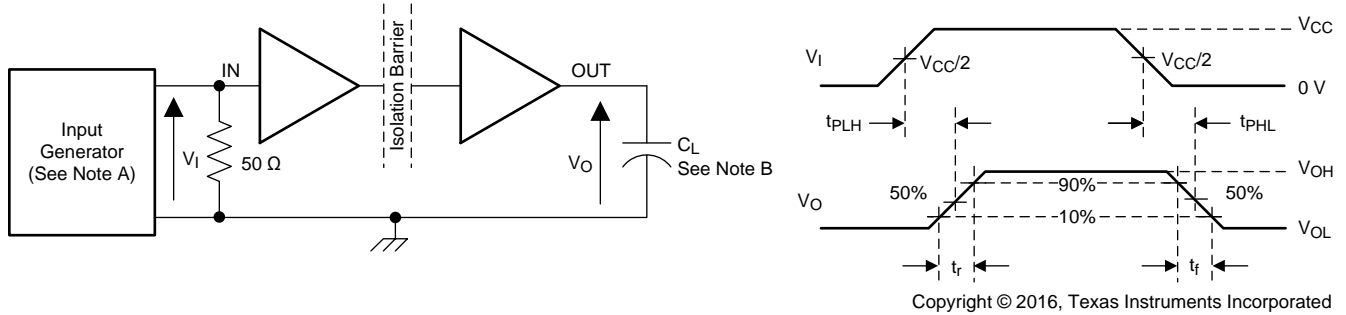 Input
Generator
(See Note A)
V_I
IN
50 Ω
Isolation Barrier
OUT
V_O
C_L
See Note B
V_I
V_CC/2
V_CC/2
V_CC
0 V
t_PLH
t_PHL
V_O
50%
90%
10%
50%
V_OH
V_OL
t_r
t_f
Copyright © 2016, Texas Instruments Incorporated